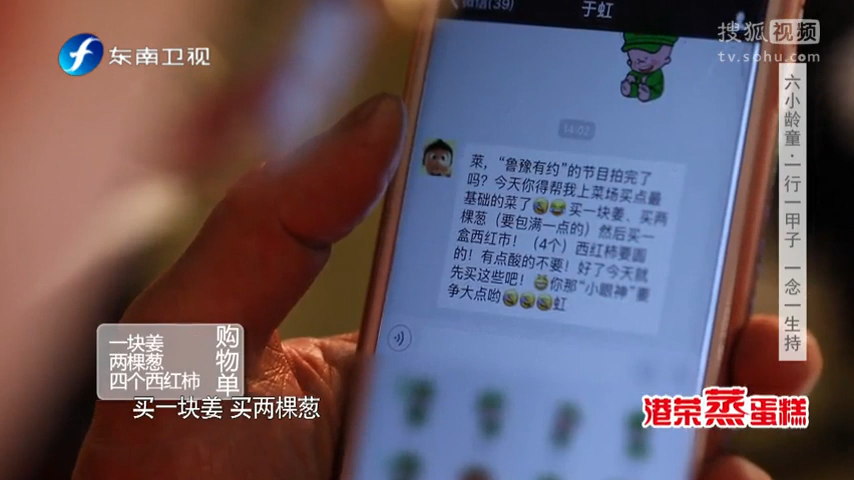 微信(39)
于虹
搜狐视频
tv.sohu.com
东南卫视
六小龄童·一行一甲子 一念一生持
14:02
莱，“鲁豫有约”的节目拍完了
吗？今天你得帮我上菜场买点最
基础的菜了 买一块姜、买两
棵葱（要包满一点的）然后买一
盒西红市！（4个）西红柿要面
的！有点酸的不要！好了今天就
先买这些吧！ 你那“小眼神”要
争大点哟 虹
购物单
一块姜
两棵葱
四个西红柿
买一块姜 买两棵葱
港荣蒸蛋糕